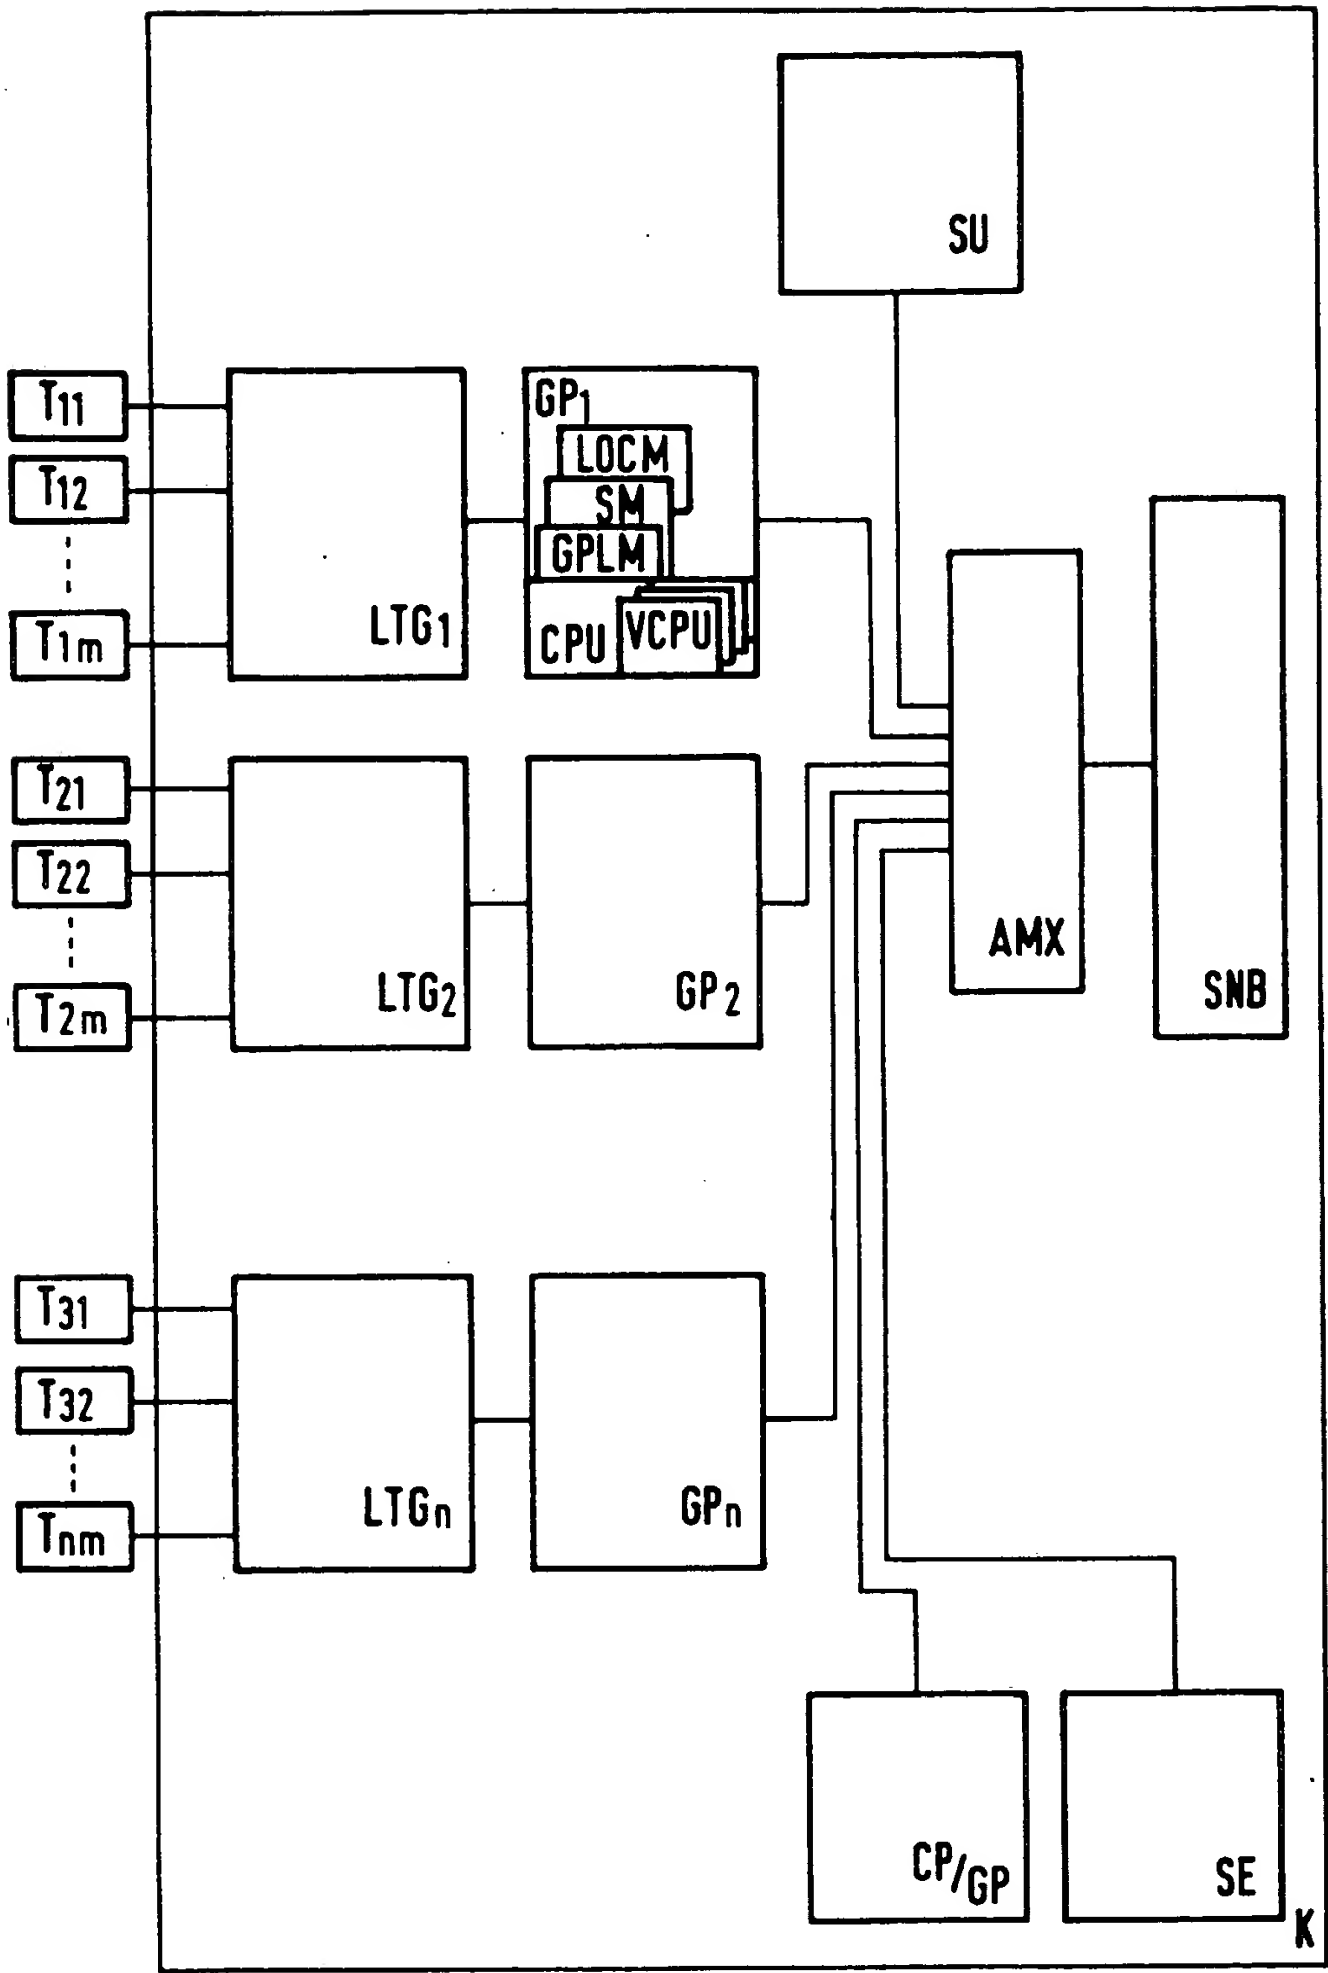 SU
T11
T12
T1m
LTG1
GP1
LOCM
SM
GPLM
CPU
VCPU
T21
T22
T2m
LTG2
GP2
AMX
SNB
T31
T32
Tnm
LTGn
GPn
CP/GP
SE
K